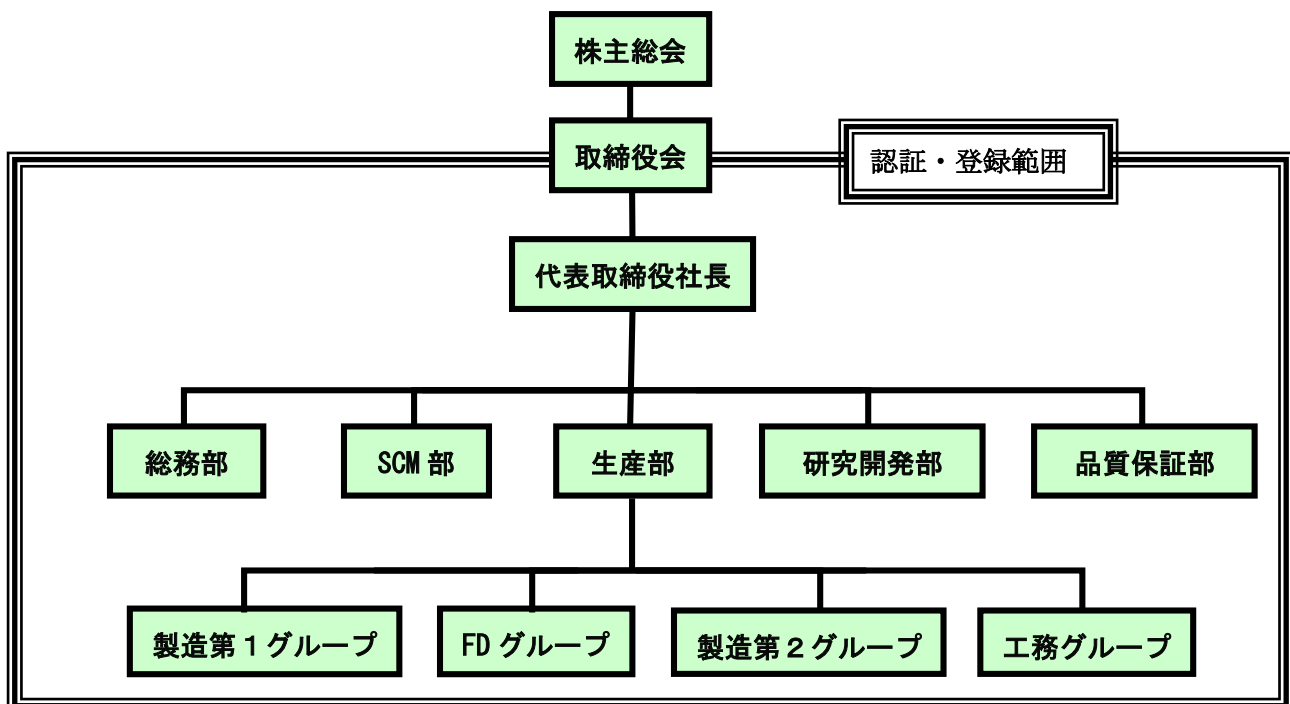 株主総会
取締役会
認証・登録範囲
代表取締役社長
総務部
SCM 部
生産部
研究開発部
品質保証部
製造第１グループ
FD グループ
製造第２グループ
工務グループ